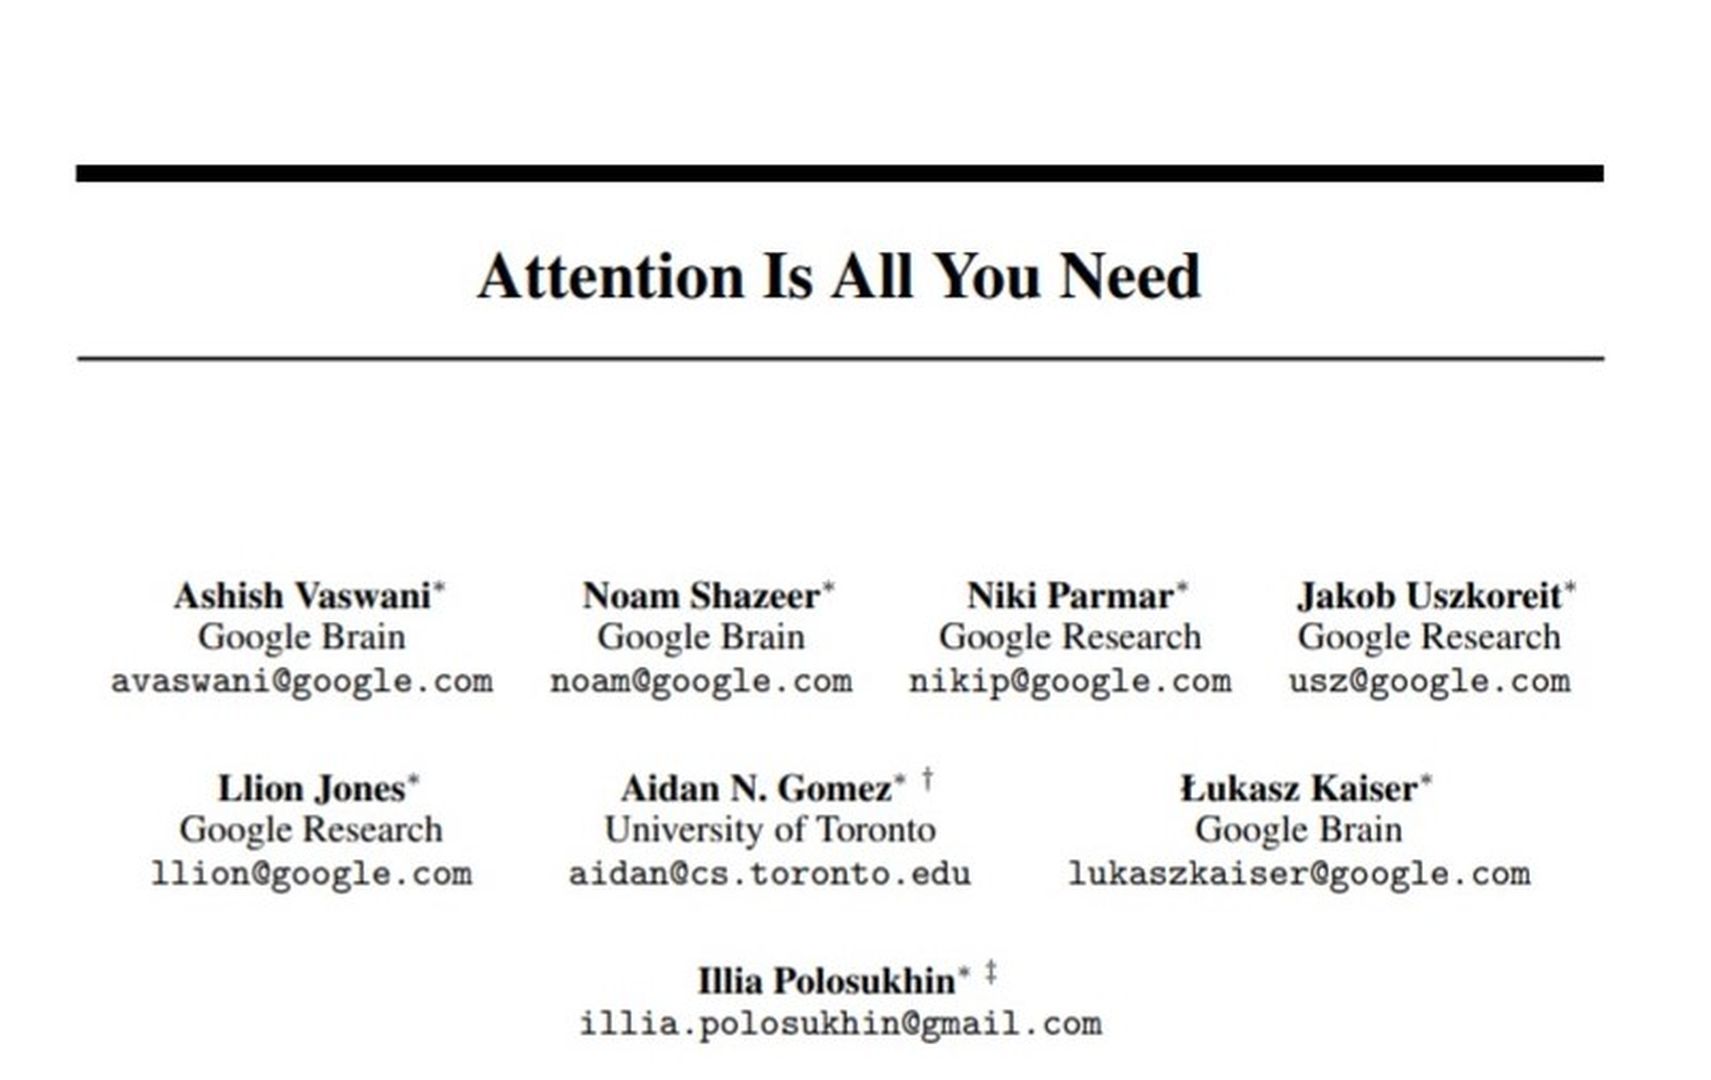 Attention Is All You Need
Ashish Vaswani* Noam Shazeer* Niki Parmar* Jakob Uszkoreit*
Google Brain Google Brain Google Research Google Research
avaswani@google.com noam@google.com nikip@google.com usz@google.com
Llion Jones* Aidan N. Gomez* † Łukasz Kaiser*
Google Research University of Toronto Google Brain
llion@google.com aidan@cs.toronto.edu lukaszkaiser@google.com
Illia Polosukhin* ‡
illia.polosukhin@gmail.com